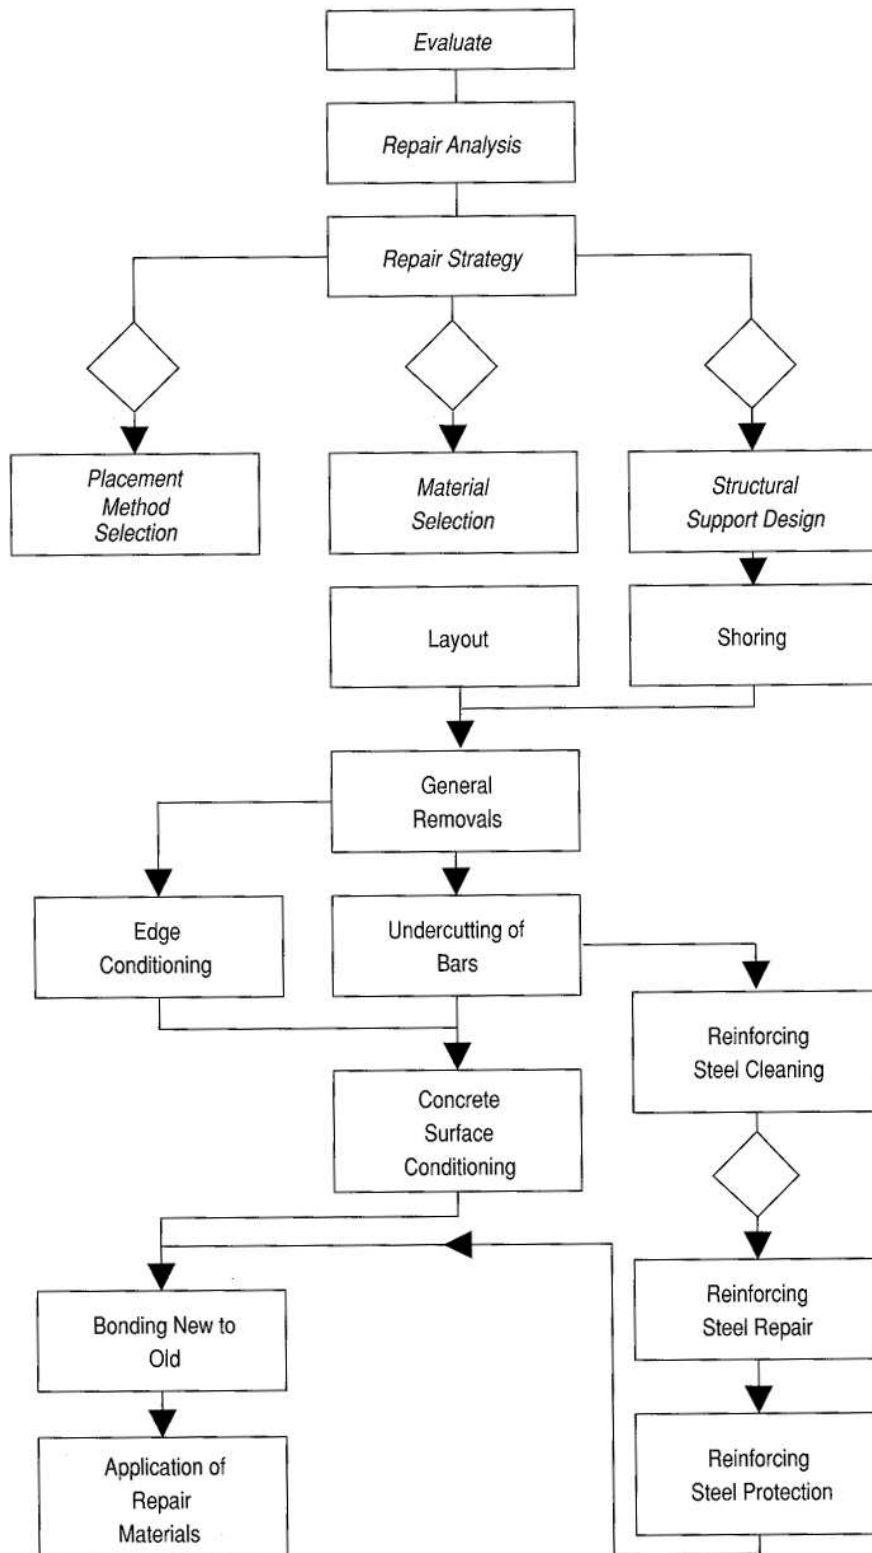 Evaluate
Repair Analysis
Repair Strategy
Placement
Method
Selection
Material
Selection
Structural
Support Design
Layout
Shoring
General
Removals
Edge
Conditioning
Undercutting of
Bars
Reinforcing
Steel Cleaning
Concrete
Surface
Conditioning
Bonding New to
Old
Reinforcing
Steel Repair
Application of
Repair
Materials
Reinforcing
Steel Protection